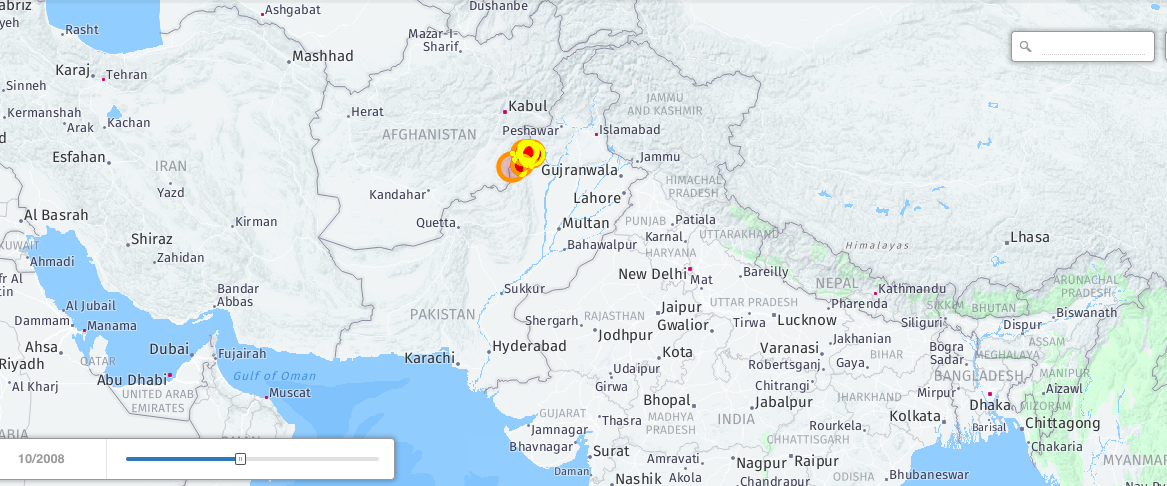 abriz
Ashgabat
Dushanbe
yeh
Rasht
Mazar-I-
Sharif
Mashhad
Karaj
Tehran
Sinneh
Kabul
JAMMU
AND KASHMIR
Kermanshah
Kachan
Herat
Arak
AFGHANISTAN
Peshawar
Islamabad
d
Esfahan
IRAN
Jammu
Gujranwala
Yazd
Kandahar
HIMACHAL
PRADESH
Lahore
Al Basrah
Kirman
Quetta
Multan
PUNJAB
Patiala
Shiraz
Karnal
UTTARAKHAND
Himalayas
Lhasa
KUWAIT
Bahawalpur
HARYANA
Ahmadi
Zahidan
New Delhi
Bareilly
fr Al
tin
Bandar
Abbas
Sukkur
Mat
NEPAL
Kathmandu
ARUNACHAL
PRADESH
Al Jubail
PAKISTAN
RAJASTHAN
Jaipur
UTTAR PRADESH
Pharenda
SIKKIM
BHUTAN
Biswanath
Dammam
Manama
Shergarh
Gwalior
Tirwa
Lucknow
Siliguri
Dispur
Jodhpur
Jakhanian
ASSAM
Ahsa
Dubai
Fujairah
Karachi
Hyderabad
Kota
Varanasi
BIHAR
Bogra
Sadar
MEGHALAYA
Riyadh
QATAR
Robertsganj
Gaya
Udaipur
BANGLADESH
MANIPUR
Al Kharj
Abu Dhabi
Gulf of Oman
Girwa
Chitrangi
Aizawl
UNITED ARAB
EMIRATES
Muscat
Bhopal
Jabalpur
JHARKHAND
Mirpur
Dhaka
MIZORAM
GUJARAT
Thasra
MADHYA
PRADESH
INDIA
Kolkata
Chittagong
ABIA
Jamnagar
Rourkela
Barisal
OMAN
Bhavnagar
CHHATTISGARH
Chakaria
10/2008
Surat
Amravati
Nagpur
Raipur
MYANMAR
Daman
Akola
ODISHA
Bhubaneswar
Nashik
Chandrapur